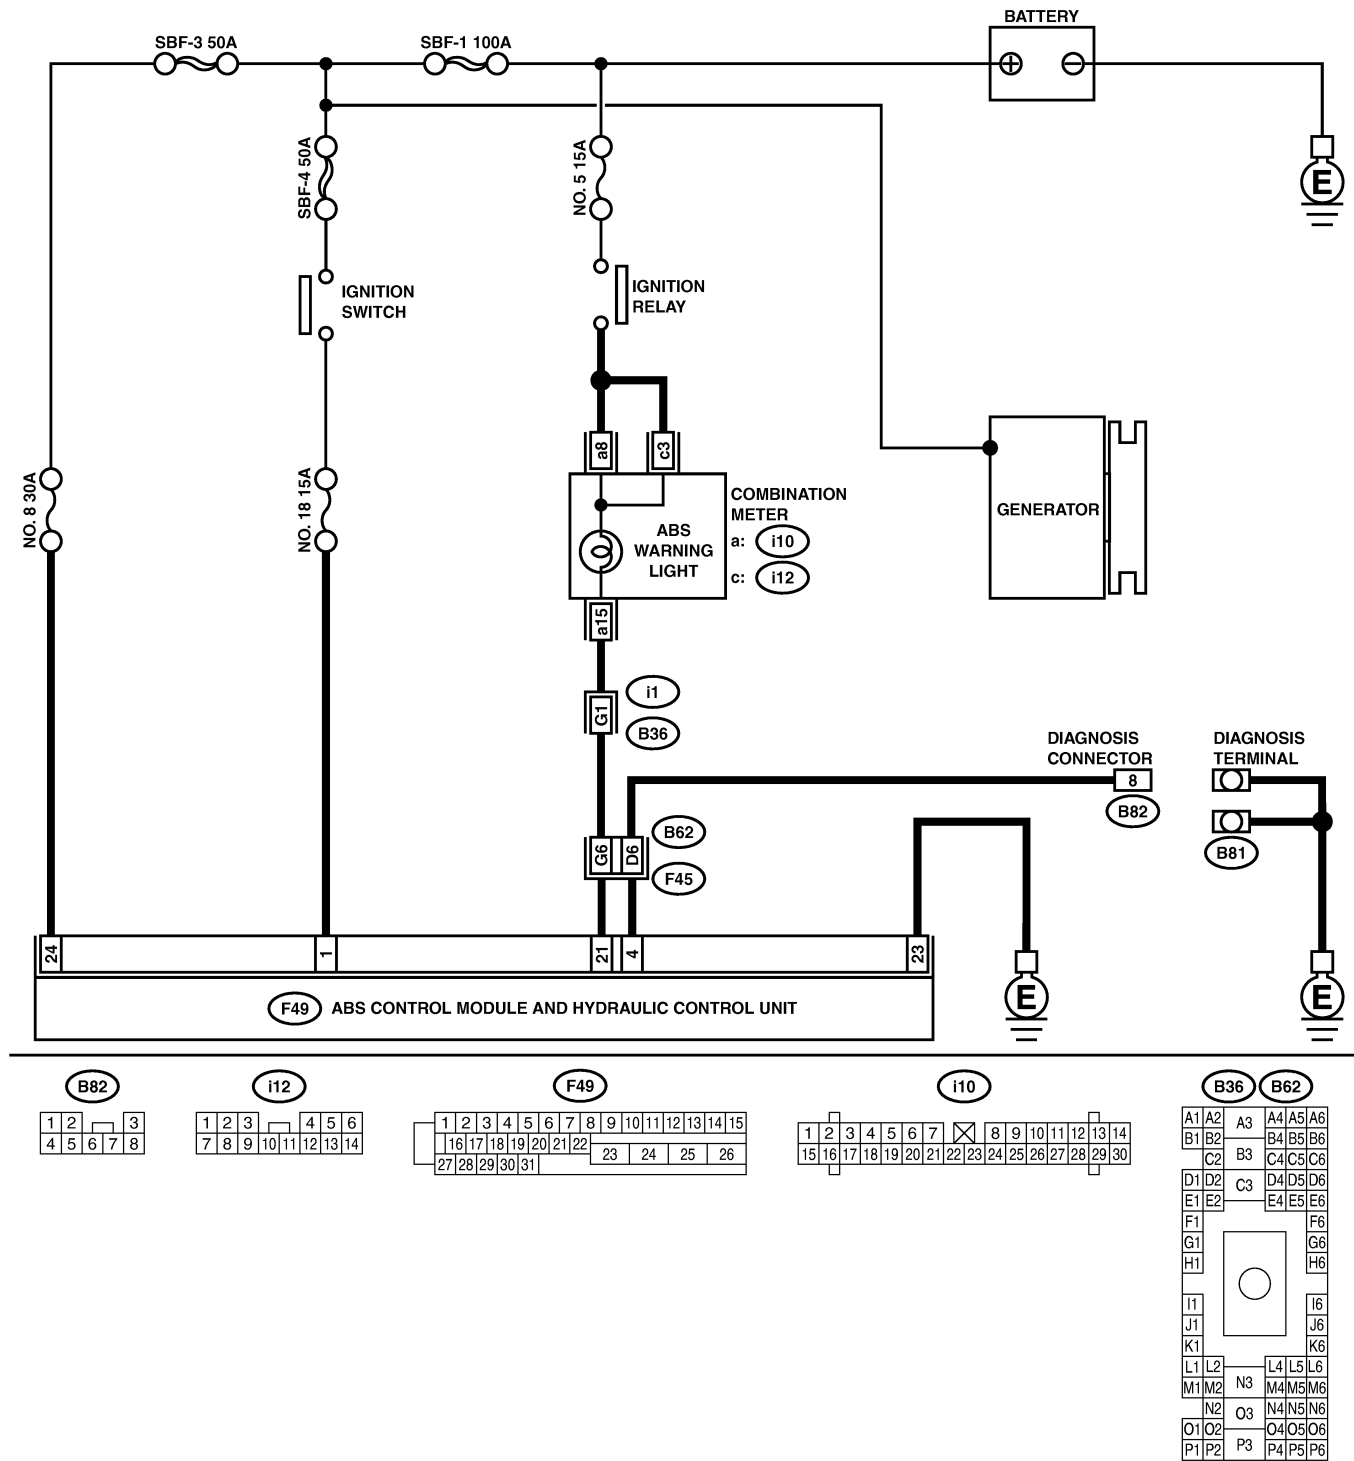 BATTERY
SBF-3 50A
SBF-1 100A
SBF-4 50A
NO. 5 15A
E
IGNITION
SWITCH
IGNITION
RELAY
a8
c3
NO. 8 30A
NO. 18 15A
COMBINATION
METER
a: i10
c: i12
ABS
WARNING
LIGHT
GENERATOR
a15
i1
G1
B36
DIAGNOSIS
CONNECTOR
8
B82
DIAGNOSIS
TERMINAL
B81
B62
G6 D6
F45
24 1 21 4 23
E
E
F49 ABS CONTROL MODULE AND HYDRAULIC CONTROL UNIT
B82
1 2 3
4 5 6 7 8
i12
1 2 3 4 5 6
7 8 9 10 11 12 13 14
F49
1 2 3 4 5 6 7 8 9 10 11 12 13 14 15
16 17 18 19 20 21 22
23 24 25 26
27 28 29 30 31
i10
1 2 3 4 5 6 7 8 9 10 11 12 13 14
15 16 17 18 19 20 21 22 23 24 25 26 27 28 29 30
B36 B62
A1 A2 A3 A4 A5 A6
B1 B2 B3 B4 B5 B6
C2 C3 C4 C5 C6
D1 D2 D4 D5 D6
E1 E2 E4 E5 E6
F1 F6
G1 G6
H1 H6
I1 I6
J1 J6
K1 K6
L1 L2 L4 L5 L6
M1 M2 N3 M4 M5 M6
N2 O3 N4 N5 N6
O1 O2 O4 O5 O6
P1 P2 P3 P4 P5 P6